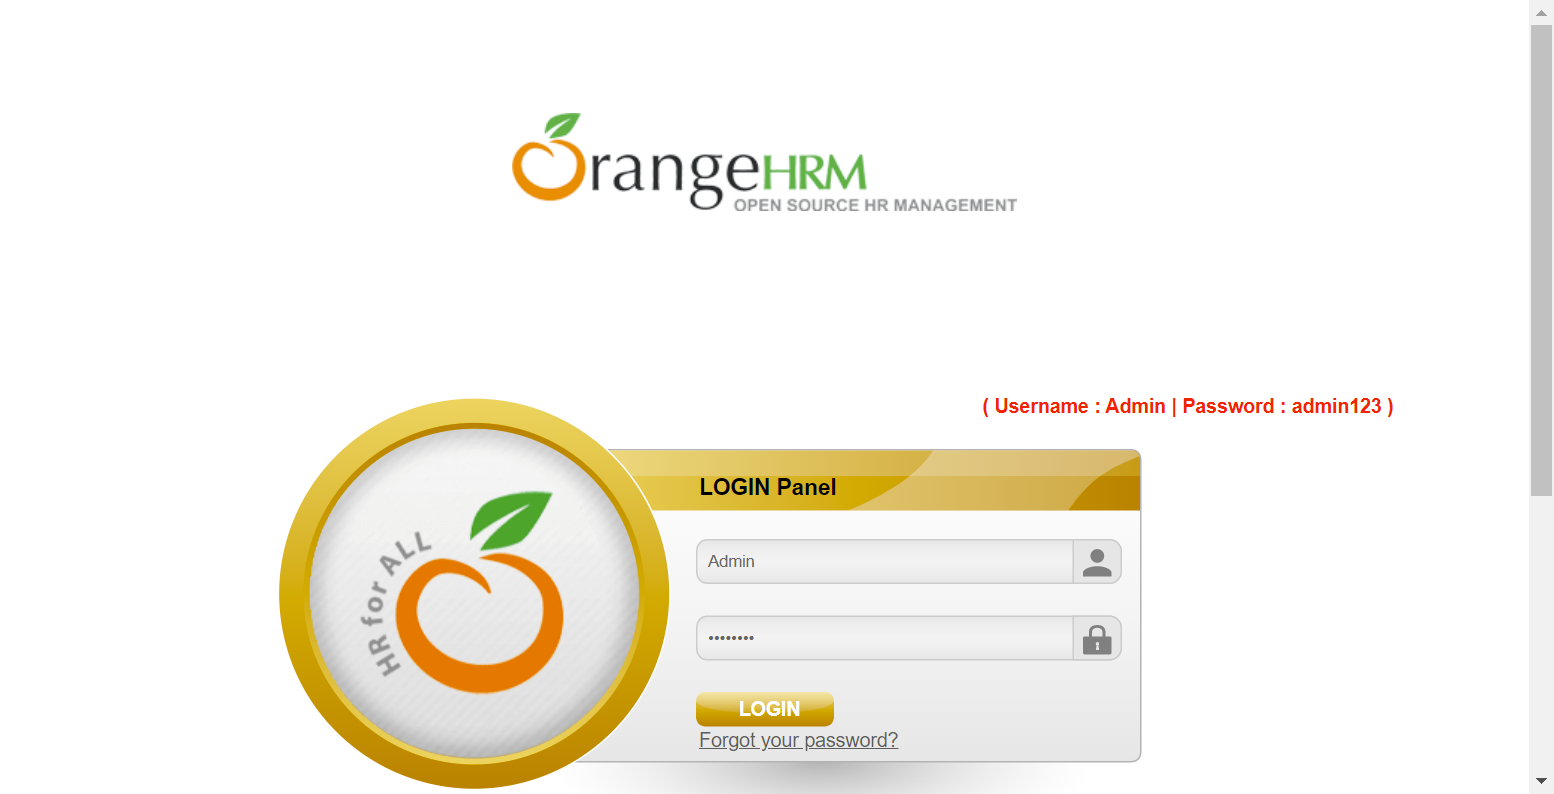 OrangeHRM
OPEN SOURCE HR MANAGEMENT
( Username : Admin | Password : admin123 )
HR for ALL
LOGIN Panel
Admin
••••••••
LOGIN
Forgot your password?